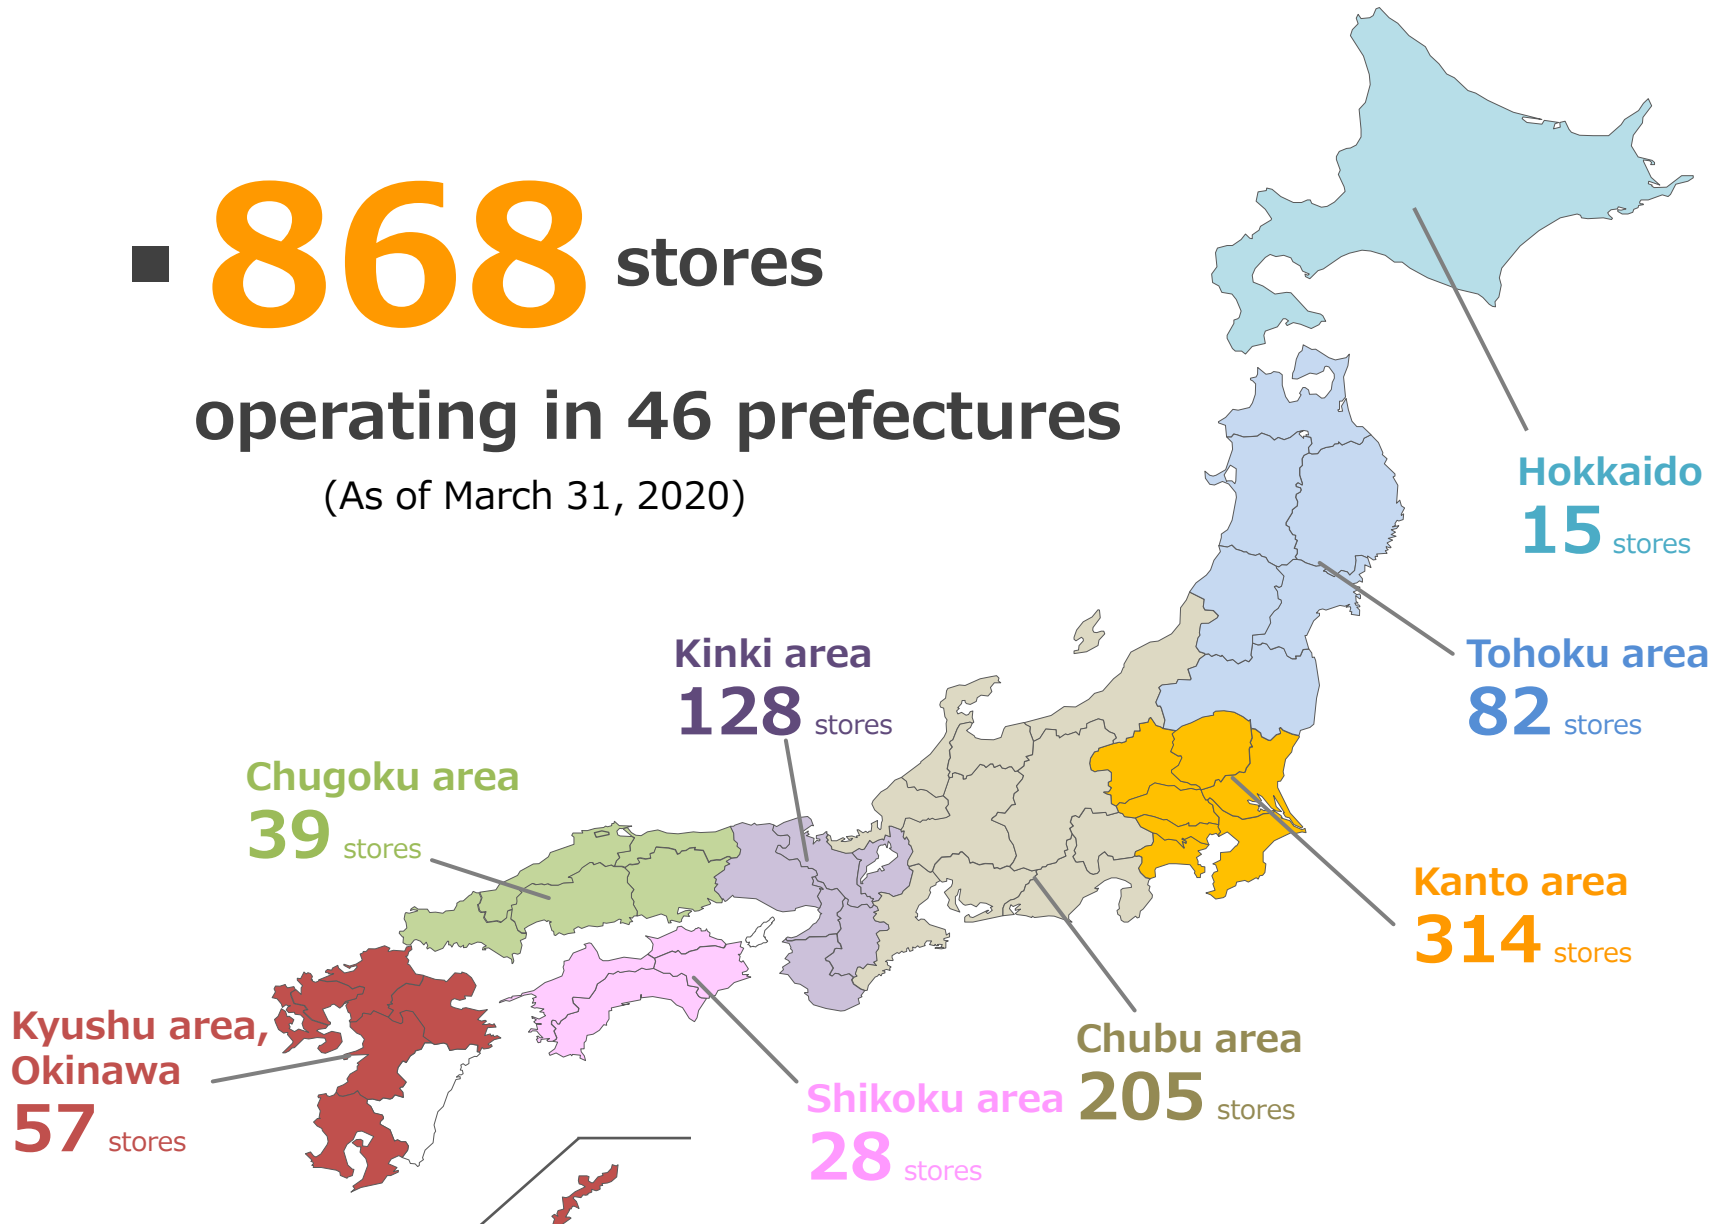 ▪ 868 stores
operating in 46 prefectures
(As of March 31, 2020)
Hokkaido
15 stores
Tohoku area
82 stores
Kinki area
128 stores
Chugoku area
39 stores
Kanto area
314 stores
Kyushu area,
Okinawa
57 stores
Chubu area
205 stores
Shikoku area
28 stores